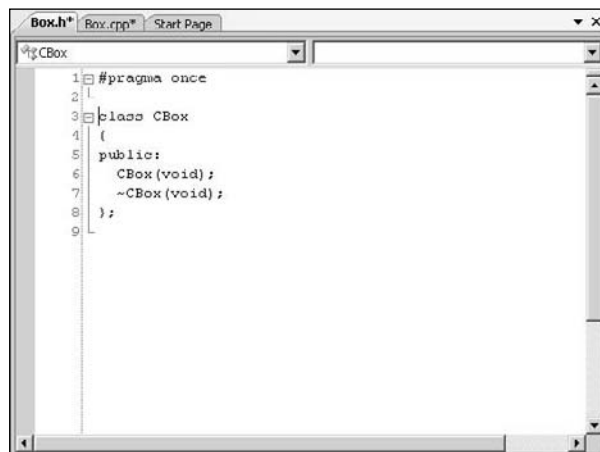 Box.h* Box.cpp* Start Page
CBox
1 #pragma once
2
3 class CBox
4 {
5 public:
6 CBox(void);
7 ~CBox(void);
8 };
9